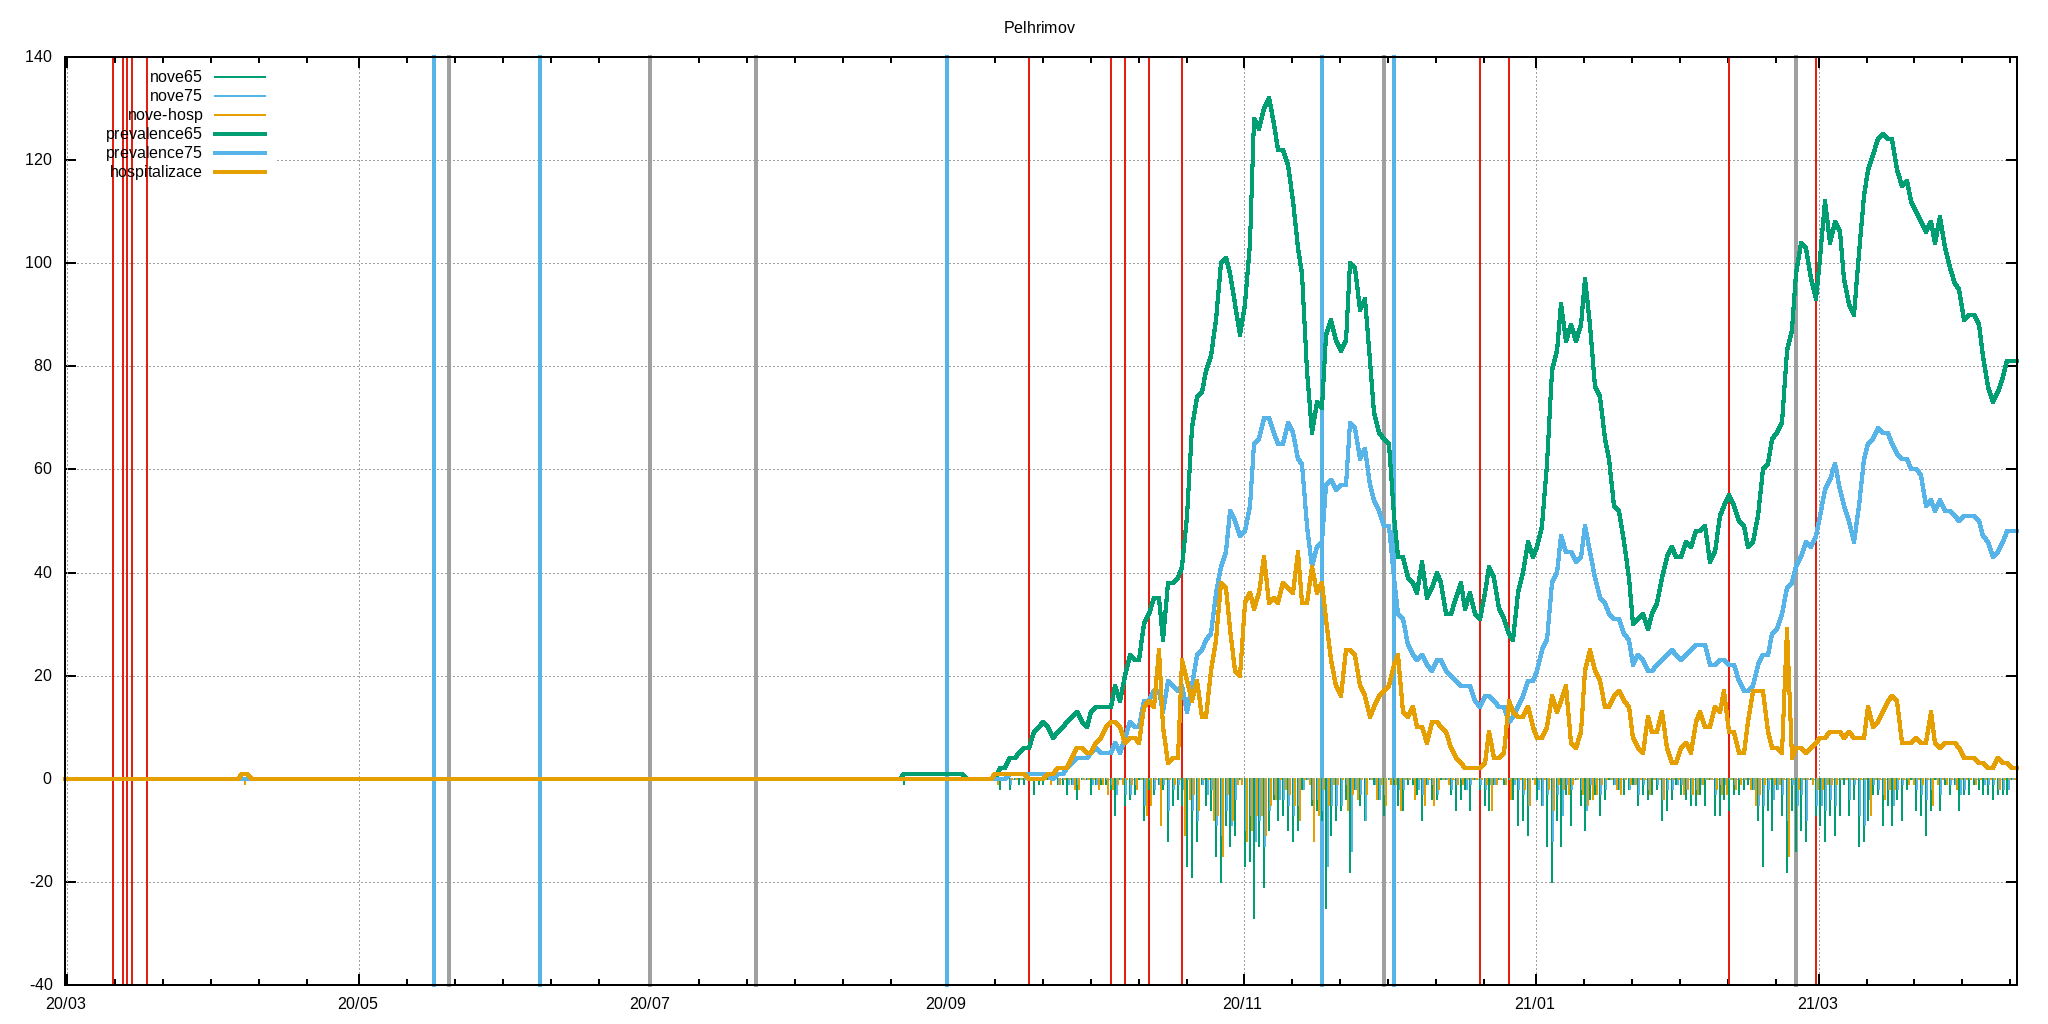 Pelhrimov
140
120
100
80
60
40
20
0
-20
-40
nove65
nove75
nove-hosp
prevalence65
prevalence75
hospitalizace
20/03 20/05 20/07 20/09 20/11 21/01 21/03